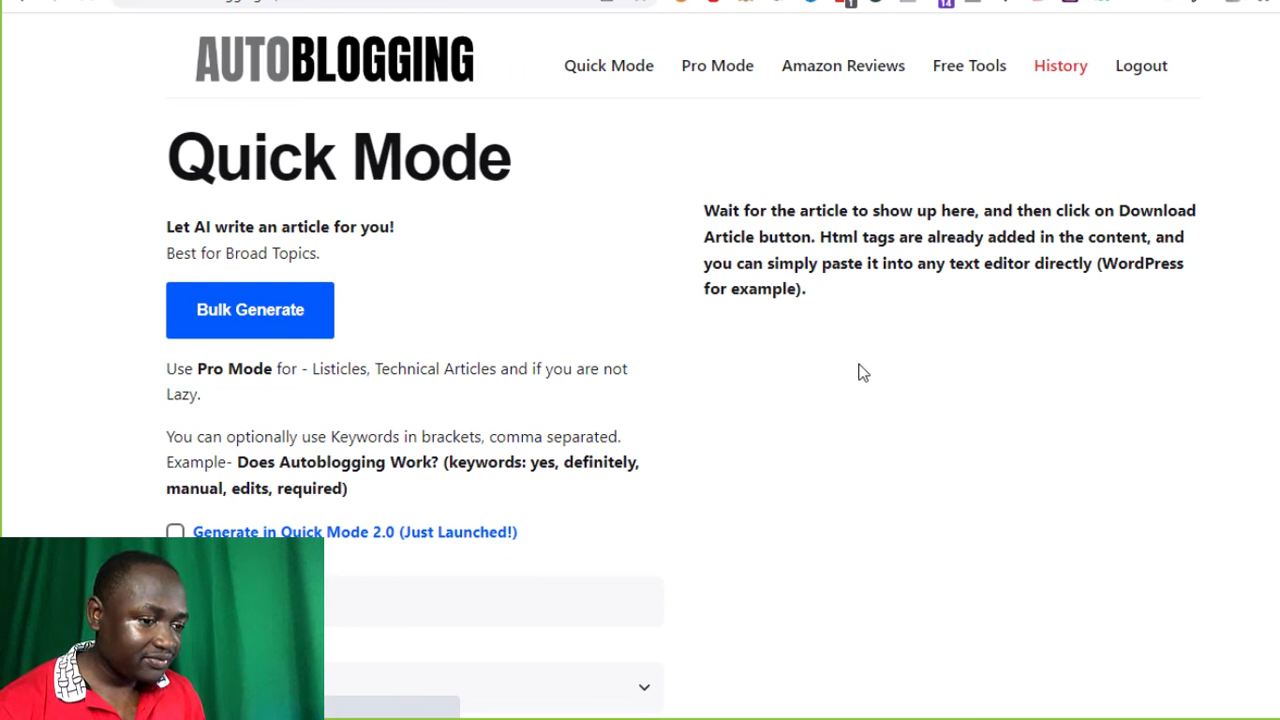 AUTOBLOGGING
Quick Mode
Pro Mode
Amazon Reviews
Free Tools
History
Logout
Quick Mode
Let AI write an article for you!
Best for Broad Topics.
Bulk Generate
Use Pro Mode for - Listicles, Technical Articles and if you are not
Lazy.
You can optionally use Keywords in brackets, comma separated.
Example- Does Autoblogging Work? (keywords: yes, definitely,
manual, edits, required)
Generate in Quick Mode 2.0 (Just Launched!)
Wait for the article to show up here, and then click on Download
Article button. Html tags are already added in the content, and
you can simply paste it into any text editor directly (WordPress
for example).
1
14